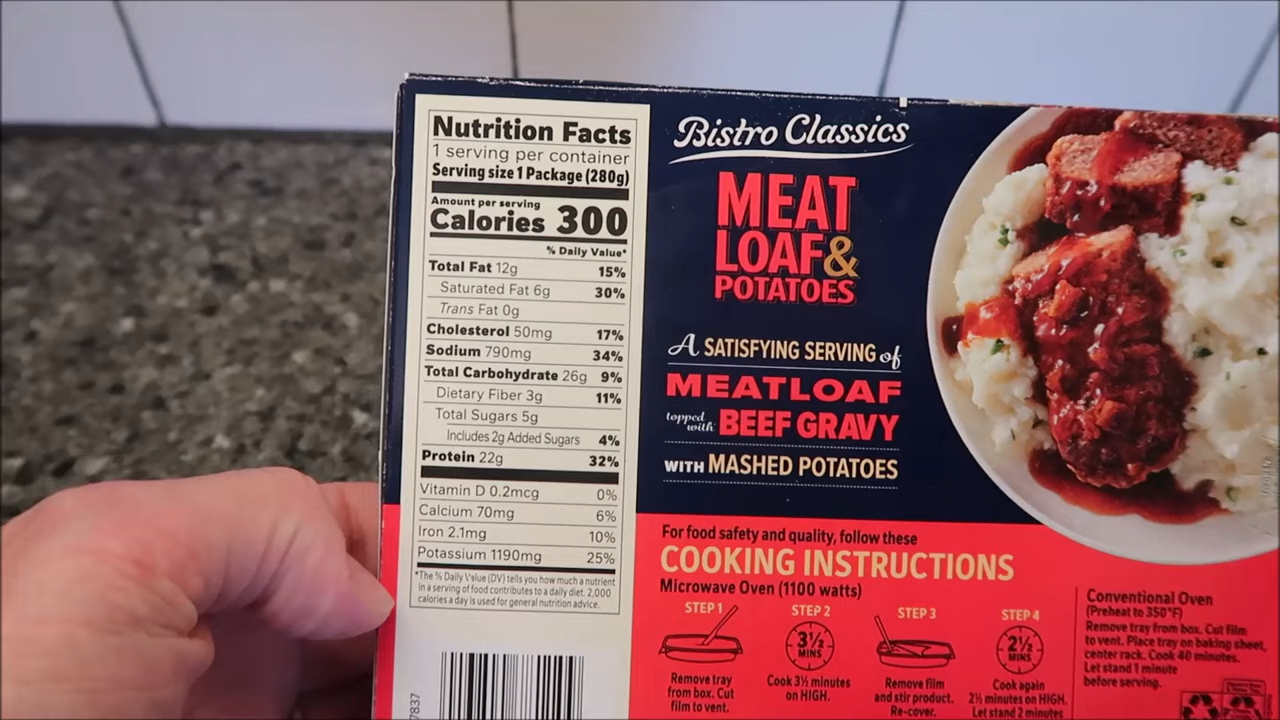 Nutrition Facts
1 serving per container
Serving size 1 Package (280g)
Amount per serving
Calories 300
% Daily Value*
Total Fat 12g 15%
Saturated Fat 6g 30%
Trans Fat 0g
Cholesterol 50mg 17%
Sodium 790mg 34%
Total Carbohydrate 26g 9%
Dietary Fiber 3g 11%
Total Sugars 5g
Includes 2g Added Sugars 4%
Protein 22g 32%
Vitamin D 0.2mcg 0%
Calcium 70mg 6%
Iron 2.1mg 10%
Potassium 1190mg 25%
*The % Daily Value (DV) tells you how much a nutrient
in a serving of food contributes to a daily diet. 2,000
calories a day is used for general nutrition advice.
7837
Bistro Classics
MEAT
LOAF &
POTATOES
A SATISFYING SERVING of
MEATLOAF
topped with BEEF GRAVY
WITH MASHED POTATOES
For food safety and quality, follow these
COOKING INSTRUCTIONS
Microwave Oven (1100 watts)
STEP 1
Remove tray
from box. Cut
film to vent.
STEP 2
3½
MINS
Cook 3½ minutes
on HIGH.
STEP 3
Remove film
and stir product.
Re-cover.
STEP 4
2½
MINS
Cook again
2½ minutes on HIGH.
Let stand 2 minutes
Conventional Oven
(Preheat to 350°F)
Remove tray from box. Cut film
to vent. Place tray on baking sheet,
center rack. Cook 40 minutes.
Let stand 1 minute
before serving.